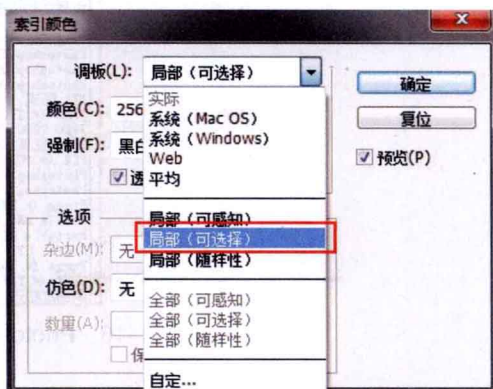 索引颜色
调板(L): 局部（可选择）
确定
颜色(C): 256
实际
系统（Mac OS）
复位
强制(F): 黑白
系统（Windows）
Web
预览(P)
透
平均
选项
局部（可感知）
杂边(M): 无
局部（可选择）
局部（随样性）
仿色(D): 无
全部（可感知）
数量(A):
全部（可选择）
全部（随样性）
保
自定...